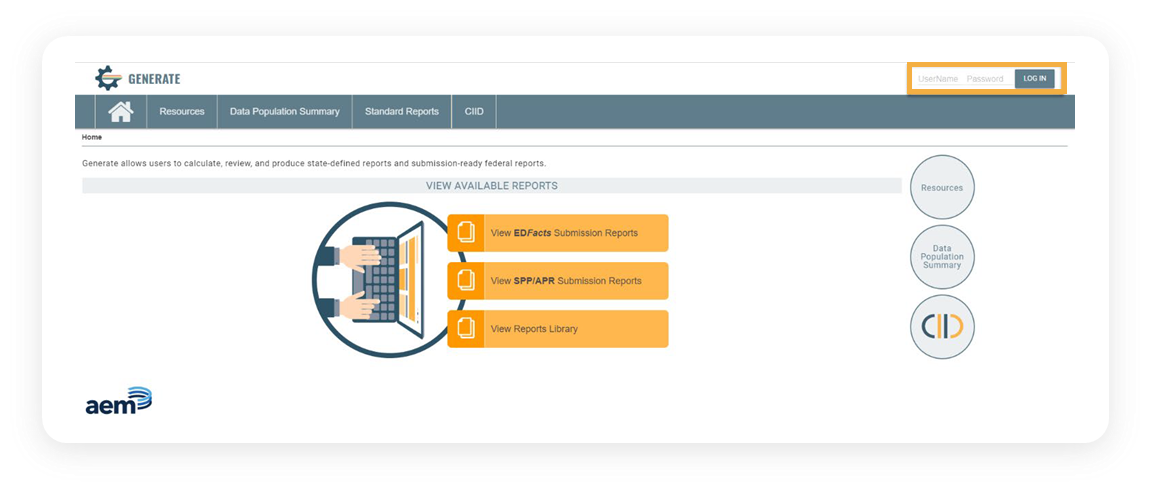 GENERATE
UserName Password LOG IN
Resources Data Population Summary Standard Reports CIID
Home
Generate allows users to calculate, review, and produce state-defined reports and submission-ready federal reports.
VIEW AVAILABLE REPORTS
View EDFacts Submission Reports
View SPP/APR Submission Reports
View Reports Library
Resources
Data
Population
Summary
CIID
aem